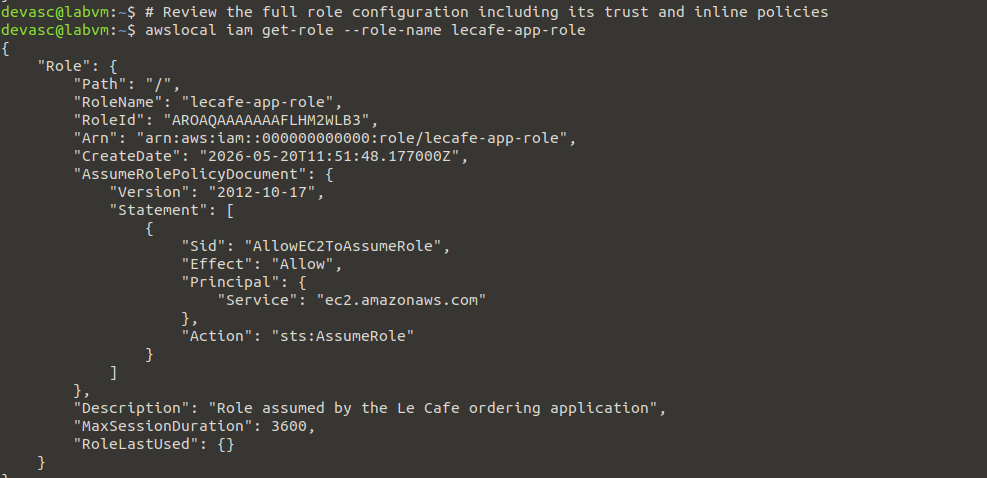 devasc@labvm:~$ # Review the full role configuration including its trust and inline policies
devasc@labvm:~$ awslocal iam get-role --role-name lecafe-app-role
{
    "Role": {
        "Path": "/",
        "RoleName": "lecafe-app-role",
        "RoleId": "AROAQAAAAAAAFLHM2WLB3",
        "Arn": "arn:aws:iam::000000000000:role/lecafe-app-role",
        "CreateDate": "2026-05-20T11:51:48.177000Z",
        "AssumeRolePolicyDocument": {
            "Version": "2012-10-17",
            "Statement": [
                {
                    "Sid": "AllowEC2ToAssumeRole",
                    "Effect": "Allow",
                    "Principal": {
                        "Service": "ec2.amazonaws.com"
                    },
                    "Action": "sts:AssumeRole"
                }
            ]
        },
        "Description": "Role assumed by the Le Cafe ordering application",
        "MaxSessionDuration": 3600,
        "RoleLastUsed": {}
    }